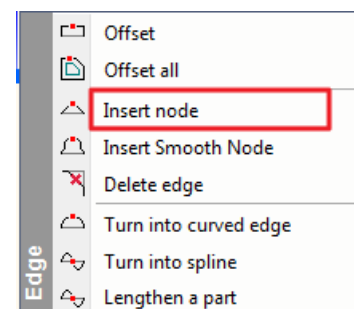 Offset
Offset all
Insert node
Insert Smooth Node
Delete edge
Turn into curved edge
Turn into spline
Lengthen a part
Edge